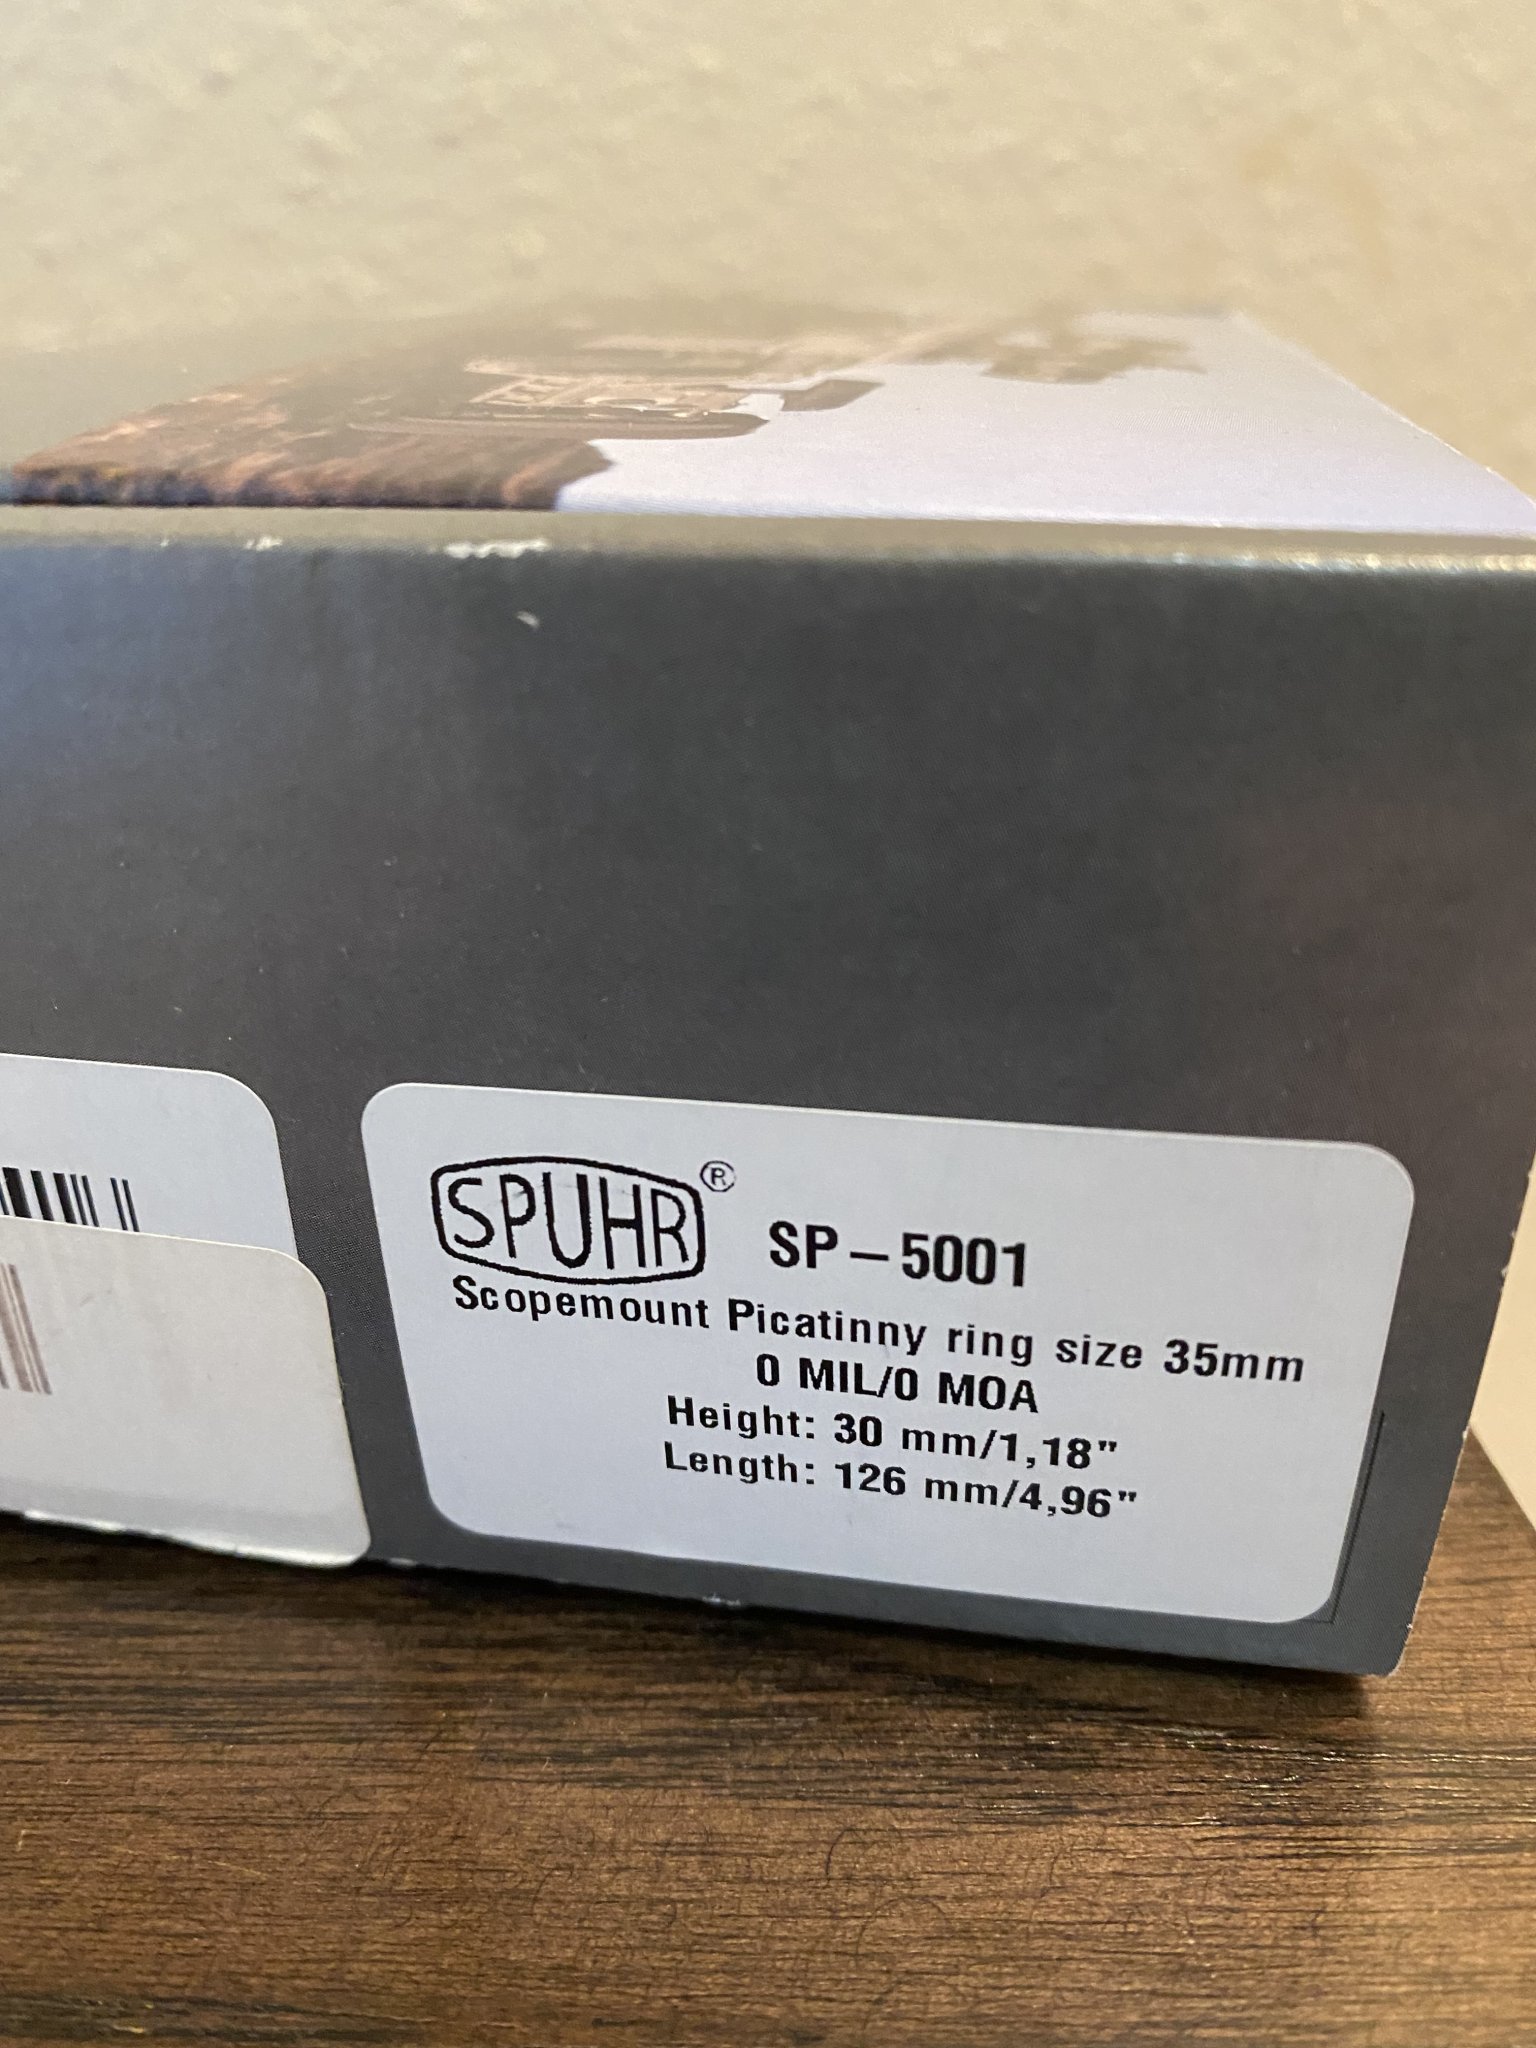 SPUHR® SP-5001
Scopemount Picatinny ring size 35mm
0 MIL/0 MOA
Height: 30 mm/1,18"
Length: 126 mm/4,96"